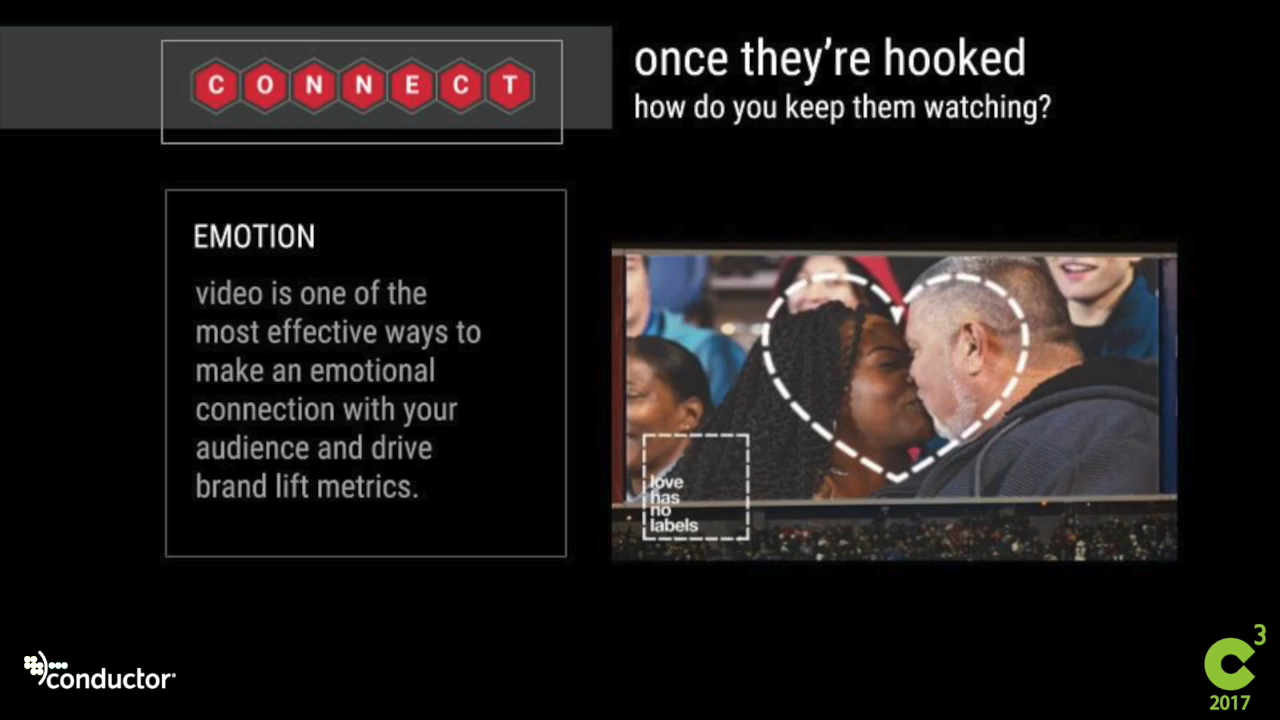 CONNECT
once they're hooked
how do you keep them watching?
EMOTION
video is one of the
most effective ways to
make an emotional
connection with your
audience and drive
brand lift metrics.
love
has
no
labels
conductor
C3
2017